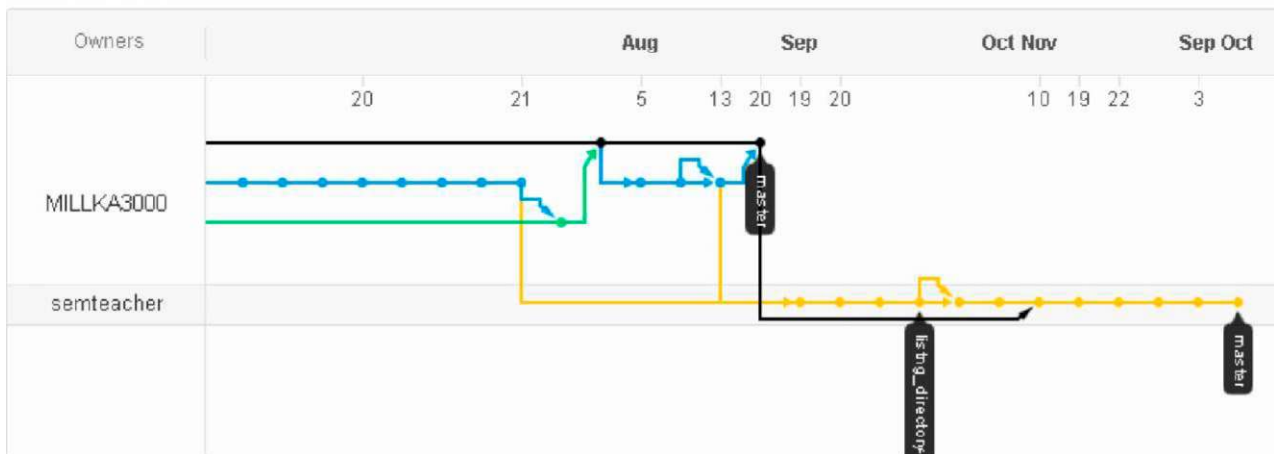 Owners Aug Sep Oct Nov Sep Oct
20 21 5 13 20 19 20 10 19 22 3
MILLKA3000
master
semteacher
listng_directory
master